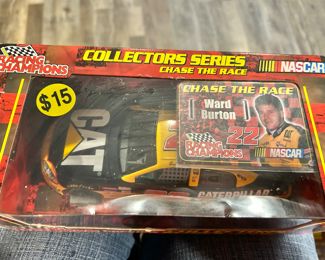 RACING CHAMPIONS
COLLECTORS SERIES
CHASE THE RACE
NASCAR
$15
CHASE THE RACE
Ward
Burton
22
RACING CHAMPIONS
NASCAR
CAT
2
CATERPILLAR